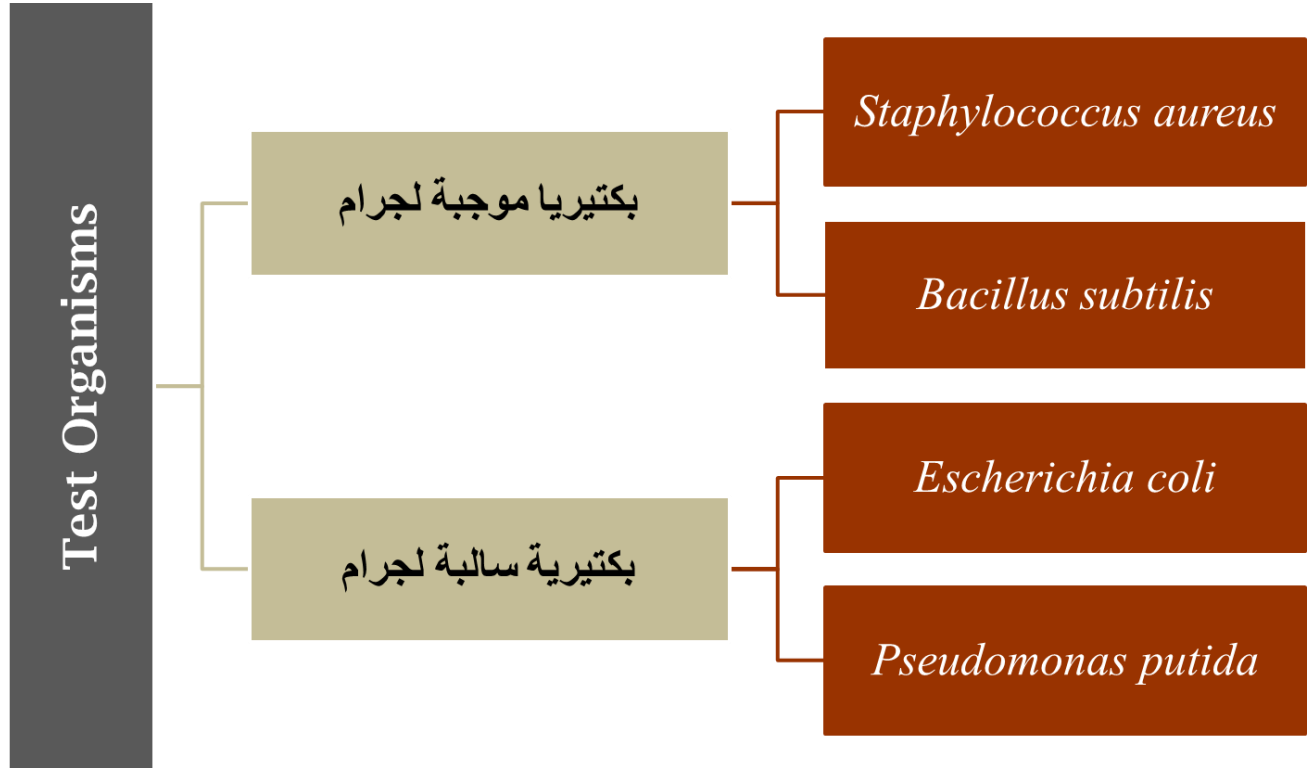 Test Organisms
بكتيريا موجبة لجرام
Staphylococcus aureus
Bacillus subtilis
بكتيرية سالبة لجرام
Escherichia coli
Pseudomonas putida